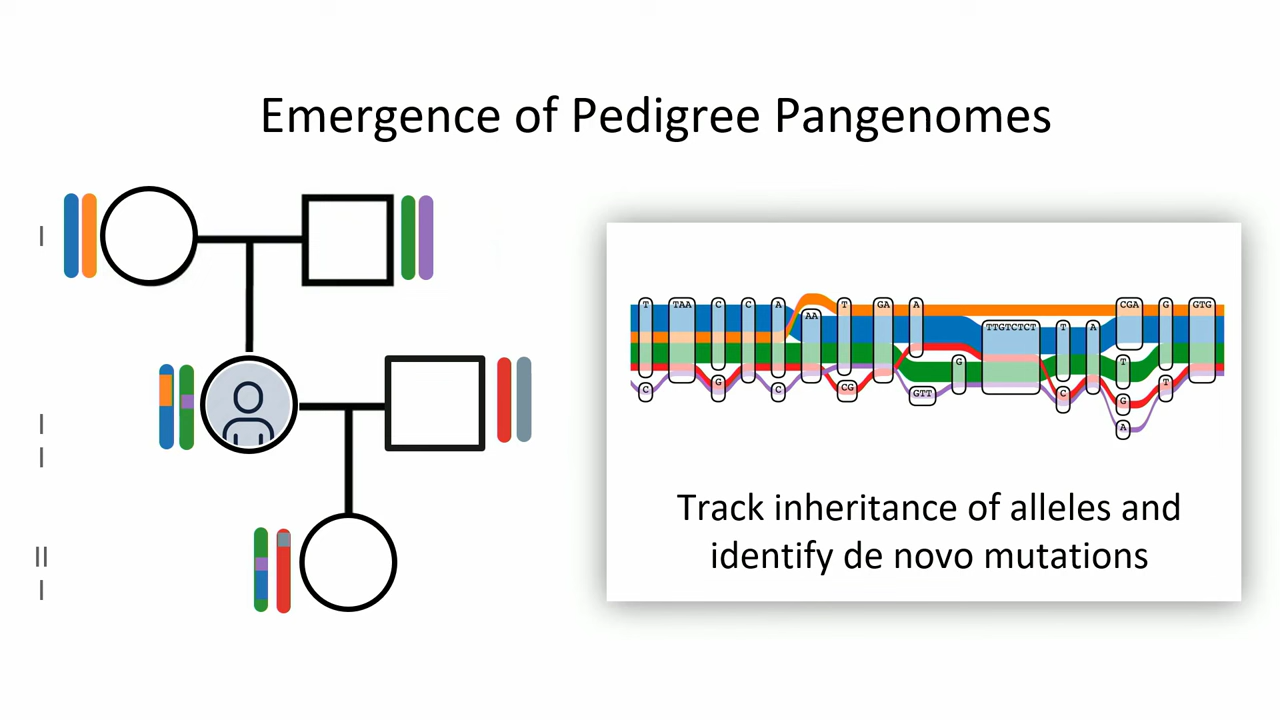 Emergence of Pedigree Pangenomes
I
I
I
II
I
T TAA C C A AA T GA A G TTGTCTCT T A CGA G GTG
C G C CG GTT C T G A T
Track inheritance of alleles and
identify de novo mutations